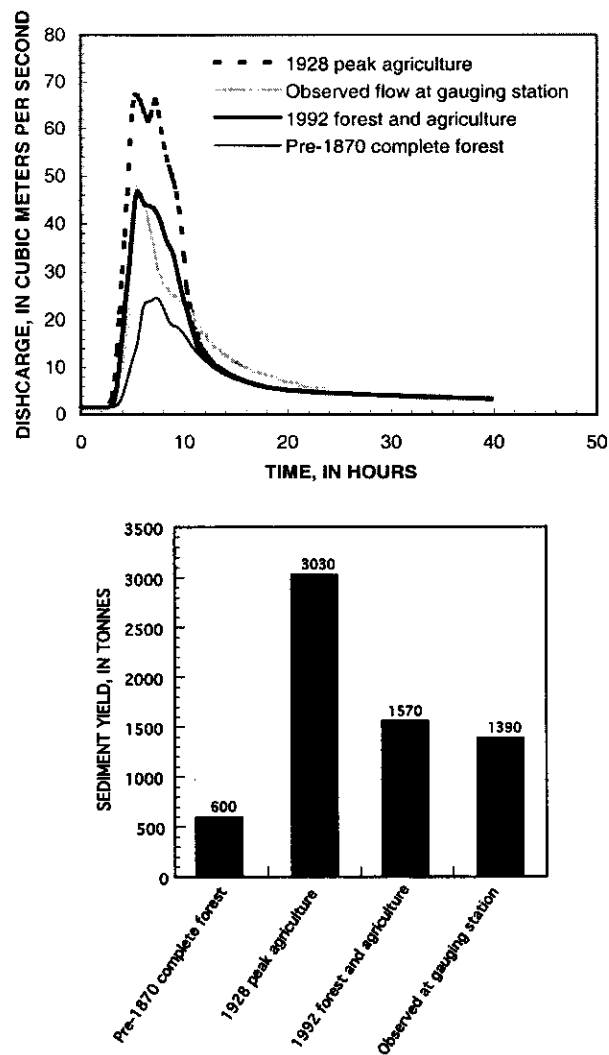 DISHCARGE, IN CUBIC METERS PER SECOND
80
70
60
50
40
30
20
10
0
1928 peak agriculture
Observed flow at gauging station
1992 forest and agriculture
Pre-1870 complete forest
0 10 20 30 40 50
TIME, IN HOURS
SEDIMENT YIELD, IN TONNES
3500
3000
2500
2000
1500
1000
500
0
600
3030
1570
1390
Pre-1870 complete forest
1928 peak agriculture
1992 forest and agriculture
Observed at gauging station